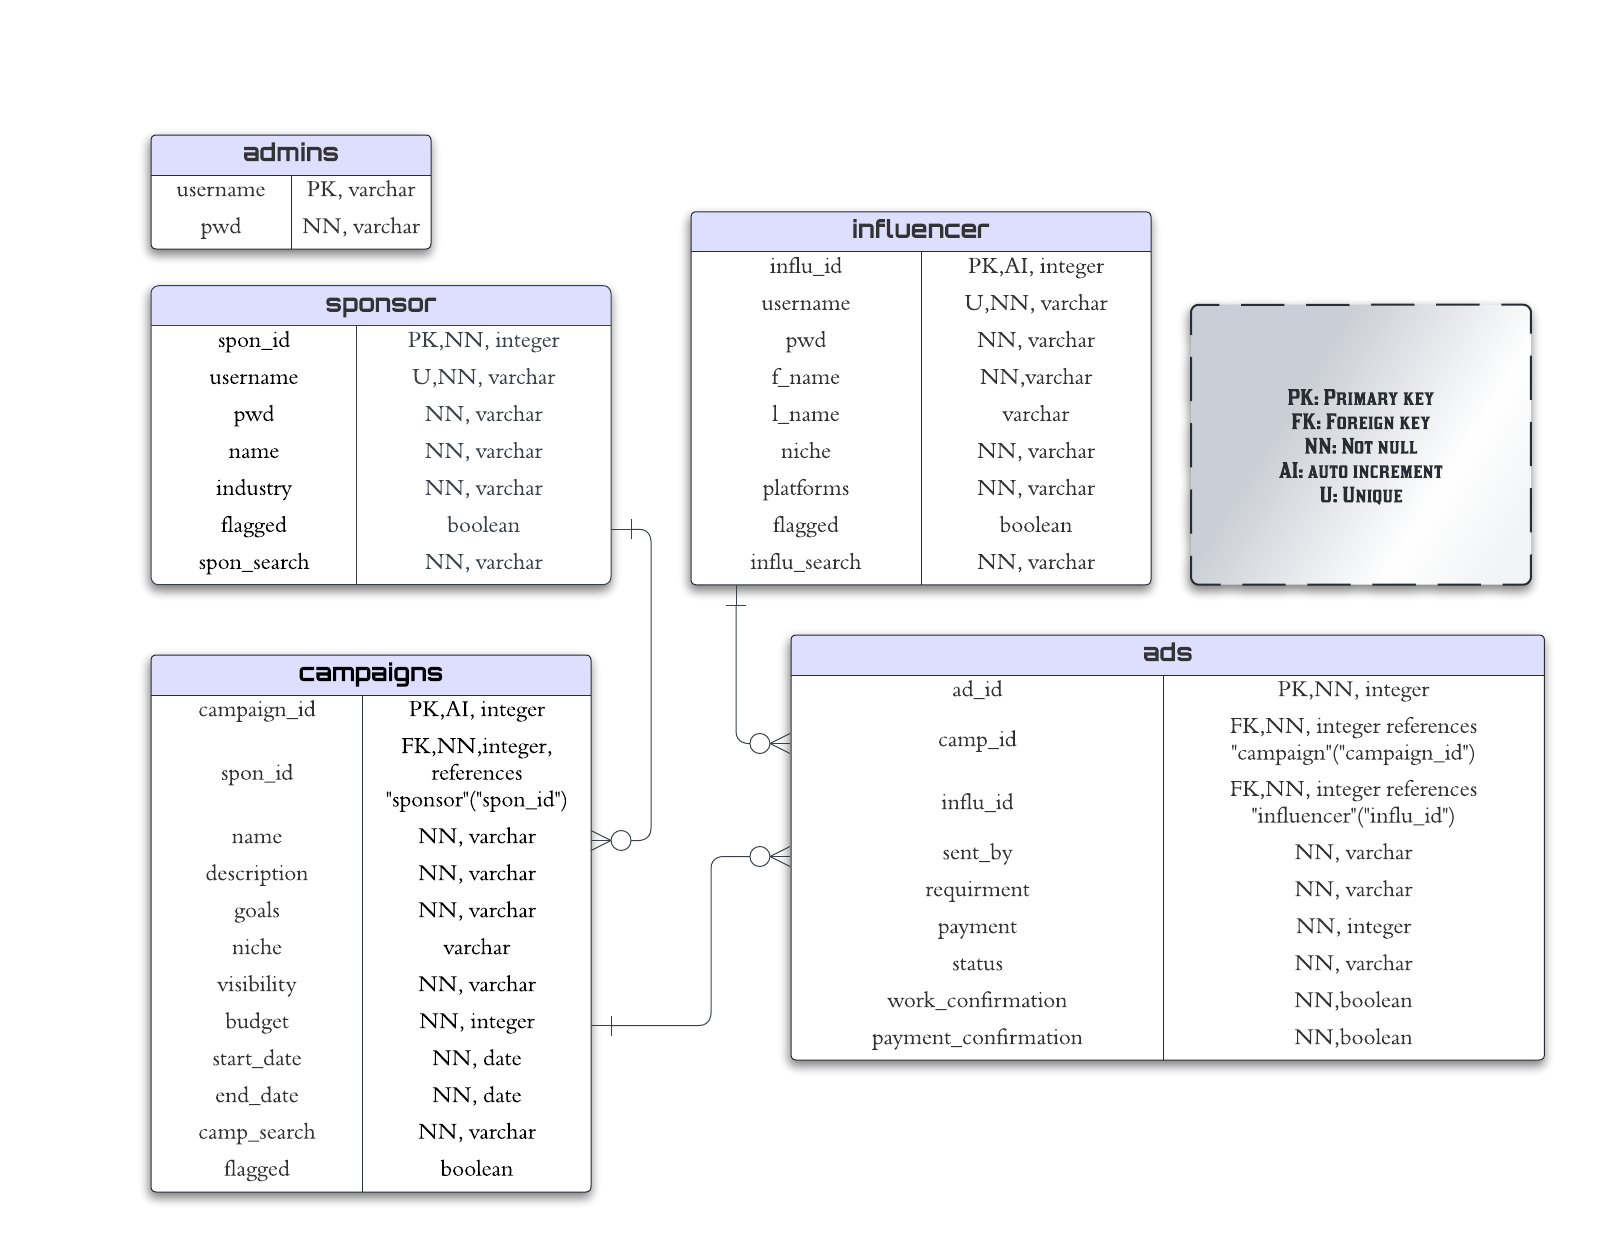 admins
username PK, varchar
pwd NN, varchar
sponsor
spon_id PK,NN, integer
username U,NN, varchar
pwd NN, varchar
name NN, varchar
industry NN, varchar
flagged boolean
spon_search NN, varchar
influencer
influ_id PK,AI, integer
username U,NN, varchar
pwd NN, varchar
f_name NN,varchar
l_name varchar
niche NN, varchar
platforms NN, varchar
flagged boolean
influ_search NN, varchar
PK: Primary key
FK: Foreign key
NN: Not null
AI: auto increment
U: Unique
campaigns
campaign_id PK,AI, integer
spon_id FK,NN,integer,
references
"sponsor"("spon_id")
name NN, varchar
description NN, varchar
goals NN, varchar
niche varchar
visibility NN, varchar
budget NN, integer
start_date NN, date
end_date NN, date
camp_search NN, varchar
flagged boolean
ads
ad_id PK,NN, integer
camp_id FK,NN, integer references
"campaign"("campaign_id")
influ_id FK,NN, integer references
"influencer"("influ_id")
sent_by NN, varchar
requirment NN, varchar
payment NN, integer
status NN, varchar
work_confirmation NN,boolean
payment_confirmation NN,boolean